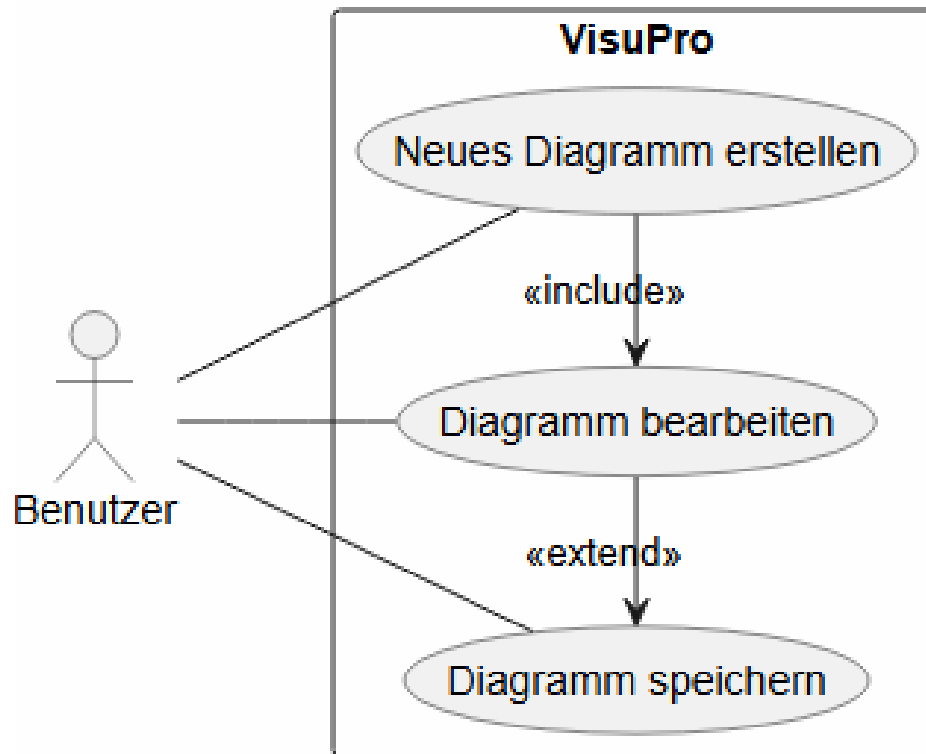 VisuPro
Neues Diagramm erstellen
«include»
Diagramm bearbeiten
Benutzer
«extend»
Diagramm speichern